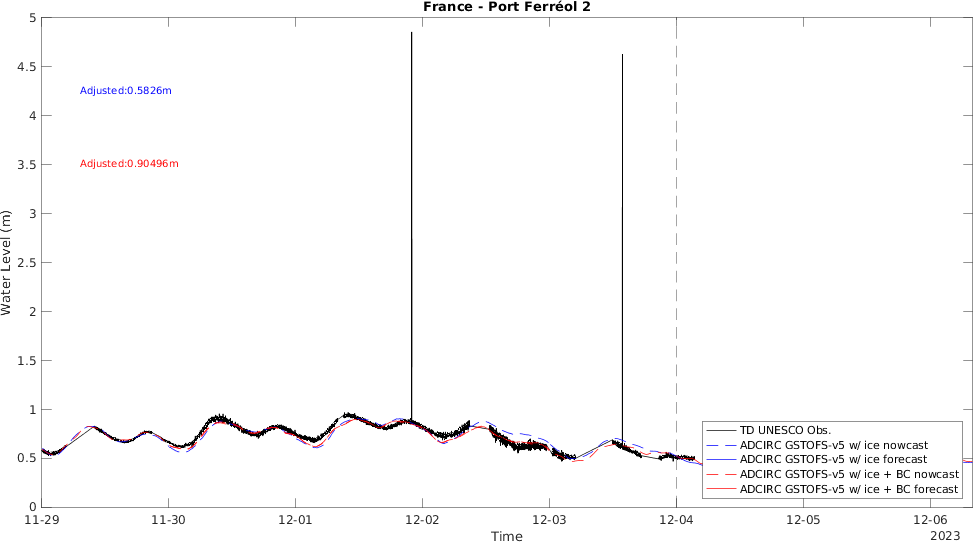 France - Port Ferréol 2
5
4.5
4
3.5
3
2.5
2
1.5
1
0.5
0
Water Level (m)
Adjusted:0.5826m
Adjusted:0.90496m
TD UNESCO Obs.
ADCIRC GSTOFS-v5 w/ ice nowcast
ADCIRC GSTOFS-v5 w/ ice forecast
ADCIRC GSTOFS-v5 w/ ice + BC nowcast
ADCIRC GSTOFS-v5 w/ ice + BC forecast
11-29 11-30 12-01 12-02 12-03 12-04 12-05 12-06
Time
2023